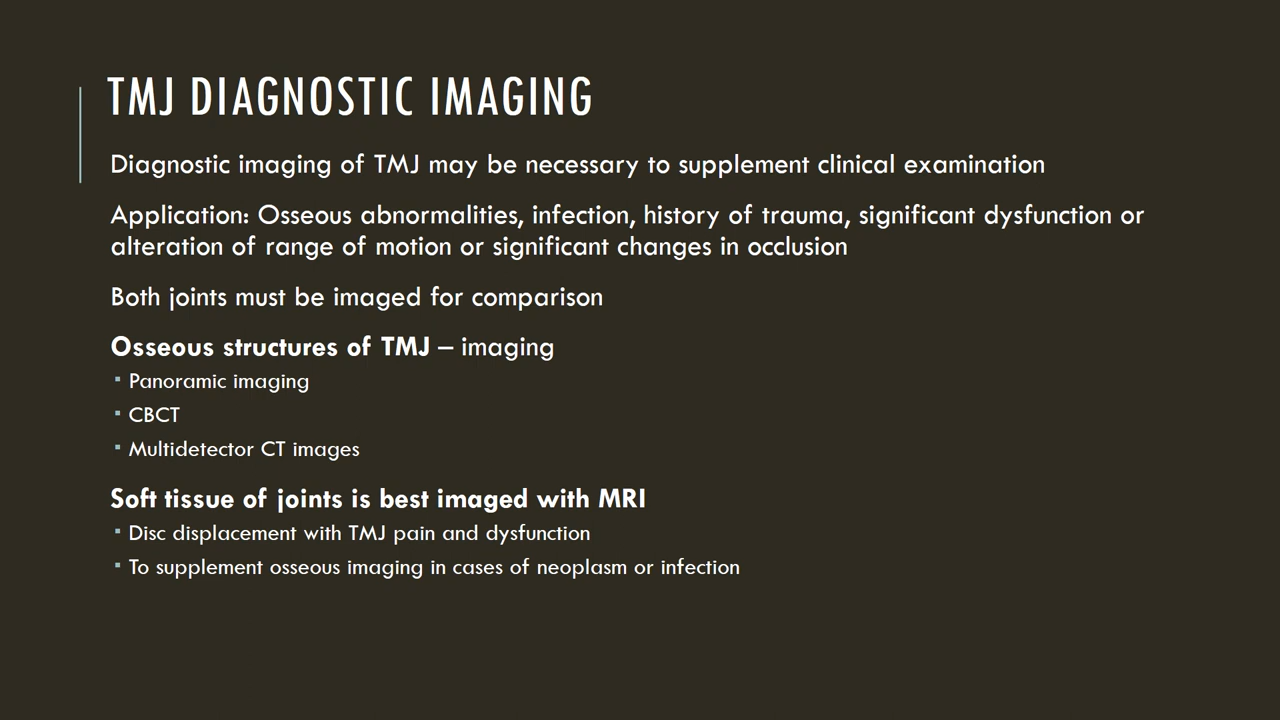 TMJ DIAGNOSTIC IMAGING
Diagnostic imaging of TMJ may be necessary to supplement clinical examination
Application: Osseous abnormalities, infection, history of trauma, significant dysfunction or
alteration of range of motion or significant changes in occlusion
Both joints must be imaged for comparison
Osseous structures of TMJ – imaging
▪ Panoramic imaging
▪ CBCT
▪ Multidetector CT images
Soft tissue of joints is best imaged with MRI
▪ Disc displacement with TMJ pain and dysfunction
▪ To supplement osseous imaging in cases of neoplasm or infection